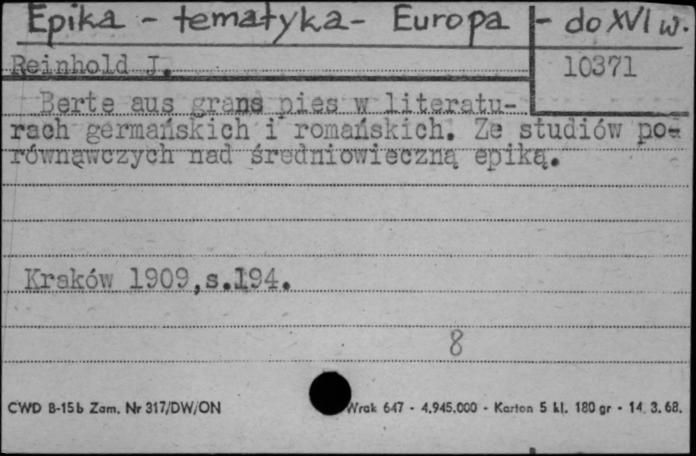 Epika - tematyka - Europa - do XVI w.
Reinhold J.
10371
Berte aus grans pies w literatu-
rach germańskich i romańskich. Ze studiów po-
równawczych nad średniowieczną epiką.
Kraków 1909,s.194.
8
CWD B-15b Zam. Nr 317/DW/ON
Wrak 647 - 4.945.000 - Karton 5 kl. 180 gr - 14. 3. 68.